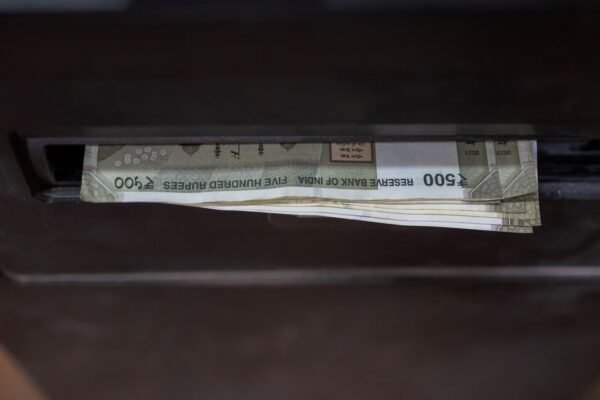 ₹500 RESERVE BANK OF INDIA FIVE HUNDRED RUPEES ₹500